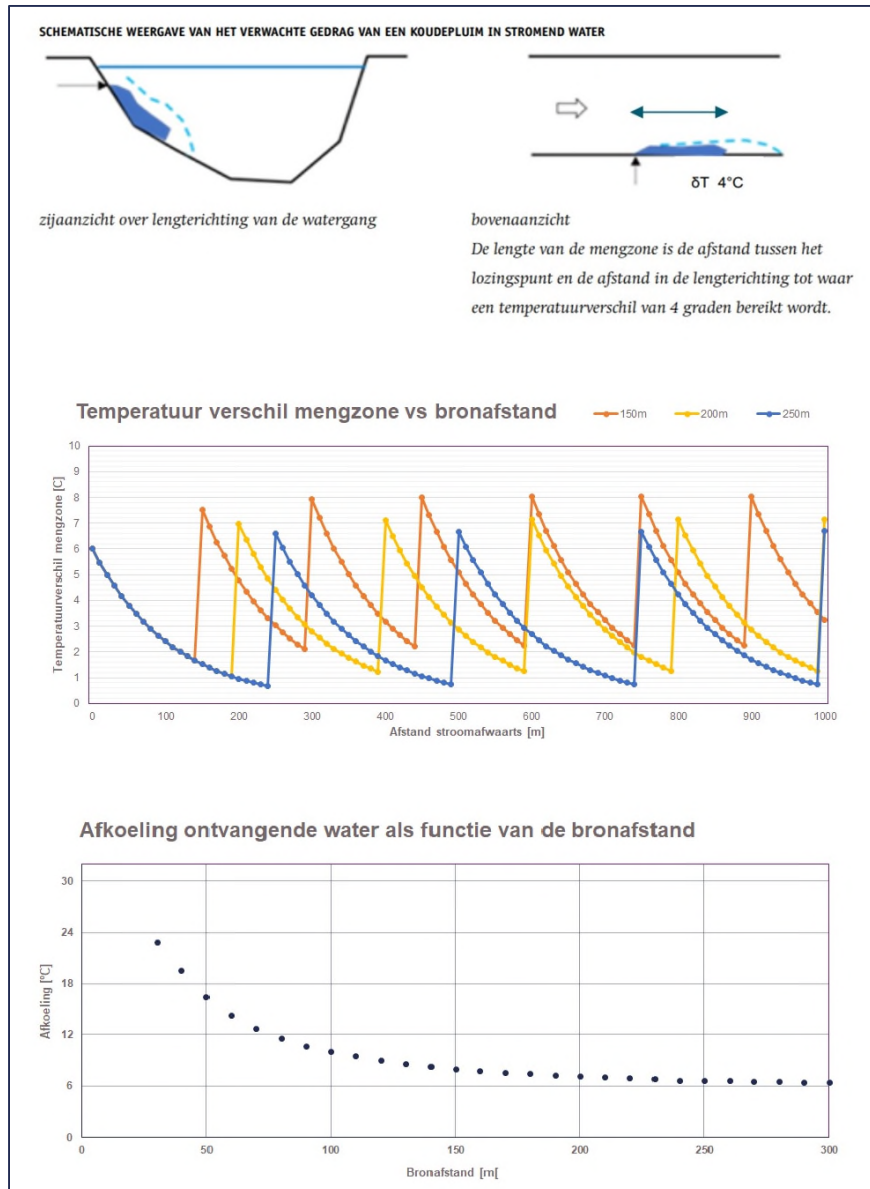 SCHEMATISCHE WEERGAVE VAN HET VERWACHTE GEDRAG VAN EEN KOUDEPLUIM IN STROMEND WATER
δT 4°C
zijaanzicht over lengterichting van de watergang
bovenaanzicht
De lengte van de mengzone is de afstand tussen het
lozingspunt en de afstand in de lengterichting tot waar
een temperatuurverschil van 4 graden bereikt wordt.
Temperatuur verschil mengzone vs bronafstand
150m
200m
250m
Temperatuurverschil mengzone [C]
10
9
8
7
6
5
4
3
2
1
0
0 100 200 300 400 500 600 700 800 900 1000
Afstand stroomafwaarts [m]
Afkoeling ontvangende water als functie van de bronafstand
Afkoeling [°C]
30
24
18
12
6
0
0 50 100 150 200 250 300
Bronafstand [m[